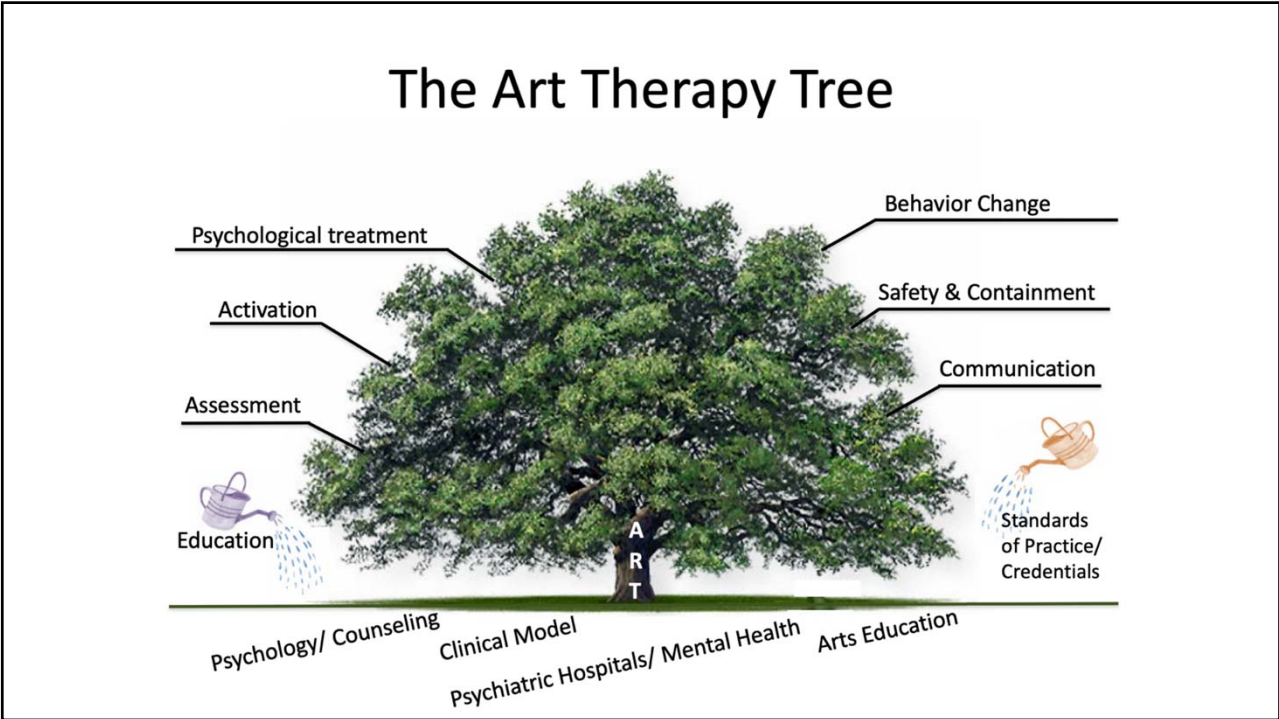 The Art Therapy Tree
Psychological treatment
Activation
Assessment
Education
Behavior Change
Safety & Containment
Communication
Standards
of Practice/
Credentials
A
R
T
Psychology/ Counseling
Clinical Model
Psychiatric Hospitals/ Mental Health
Arts Education